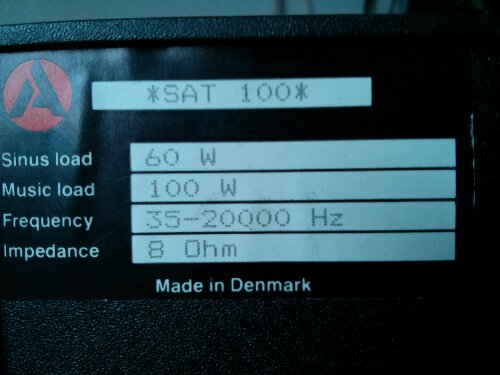 *SAT 100*
Sinus load 60 W
Music load 100 W
Frequency 35-20000 Hz
Impedance 8 Ohm
Made in Denmark